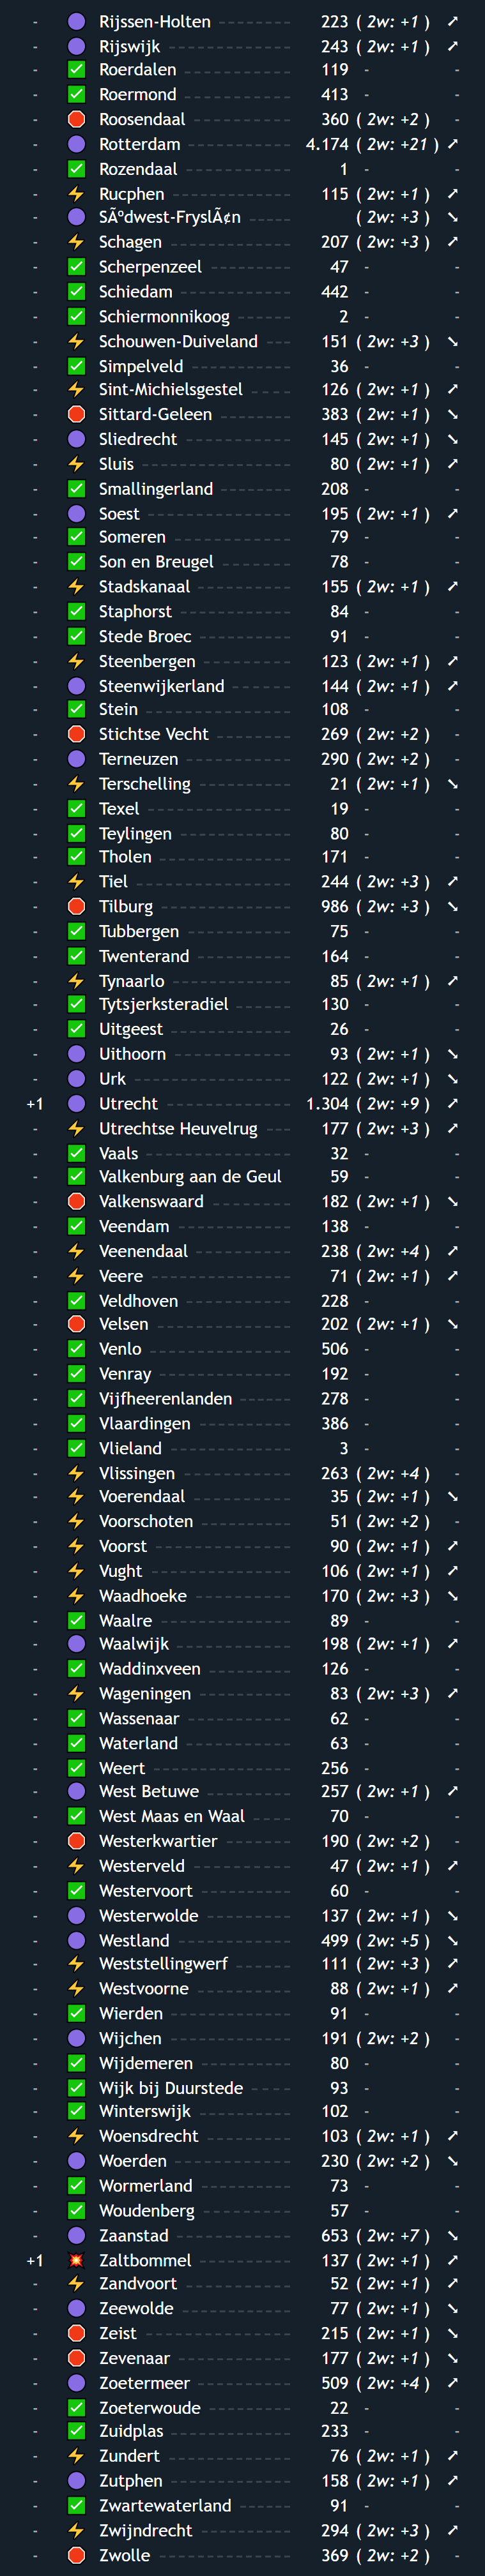 - Rijssen-Holten 223 ( 2w: +1 ) ➚
- Rijswijk 243 ( 2w: +1 ) ➚
- ✅ Roerdalen 119 - -
- ✅ Roermond 413 - -
- Roosendaal 360 ( 2w: +2 ) -
- Rotterdam 4.174 ( 2w: +21 ) ➚
- ✅ Rozendaal 1 - -
- ⚡ Rucphen 115 ( 2w: +1 ) ➚
- SÃºdwest-FryslÃ¢n ( 2w: +3 ) ➘
- ⚡ Schagen 207 ( 2w: +3 ) ➚
- ✅ Scherpenzeel 47 - -
- ✅ Schiedam 442 - -
- ✅ Schiermonnikoog 2 - -
- ⚡ Schouwen-Duiveland 151 ( 2w: +3 ) ➘
- ✅ Simpelveld 36 - -
- ⚡ Sint-Michielsgestel 126 ( 2w: +1 ) ➚
- Sittard-Geleen 383 ( 2w: +1 ) ➘
- Sliedrecht 145 ( 2w: +1 ) ➘
- ⚡ Sluis 80 ( 2w: +1 ) ➚
- ✅ Smallingerland 208 - -
- Soest 195 ( 2w: +1 ) ➚
- ✅ Someren 79 - -
- ✅ Son en Breugel 78 - -
- ⚡ Stadskanaal 155 ( 2w: +1 ) ➚
- ✅ Staphorst 84 - -
- ✅ Stede Broec 91 - -
- ⚡ Steenbergen 123 ( 2w: +1 ) ➚
- Steenwijkerland 144 ( 2w: +1 ) ➚
- ✅ Stein 108 - -
- Stichtse Vecht 269 ( 2w: +2 ) -
- Terneuzen 290 ( 2w: +2 ) -
- ⚡ Terschelling 21 ( 2w: +1 ) ➘
- ✅ Texel 19 - -
- ✅ Teylingen 80 - -
- ✅ Tholen 171 - -
- ⚡ Tiel 244 ( 2w: +3 ) ➚
- Tilburg 986 ( 2w: +3 ) ➘
- ✅ Tubbergen 75 - -
- ✅ Twenterand 164 - -
- ⚡ Tynaarlo 85 ( 2w: +1 ) ➚
- ✅ Tytsjerksteradiel 130 - -
- ✅ Uitgeest 26 - -
- Uithoorn 93 ( 2w: +1 ) ➘
- Urk 122 ( 2w: +1 ) ➘
+1 Utrecht 1.304 ( 2w: +9 ) ➚
- ⚡ Utrechtse Heuvelrug 177 ( 2w: +3 ) ➚
- ✅ Vaals 32 - -
- ✅ Valkenburg aan de Geul 59 - -
- Valkenswaard 182 ( 2w: +1 ) ➘
- ✅ Veendam 138 - -
- ⚡ Veenendaal 238 ( 2w: +4 ) ➚
- ⚡ Veere 71 ( 2w: +1 ) ➚
- ✅ Veldhoven 228 - -
- Velsen 202 ( 2w: +1 ) ➘
- ✅ Venlo 506 - -
- ✅ Venray 192 - -
- ✅ Vijfheerenlanden 278 - -
- ✅ Vlaardingen 386 - -
- ✅ Vlieland 3 - -
- ⚡ Vlissingen 263 ( 2w: +4 ) -
- ⚡ Voerendaal 35 ( 2w: +1 ) ➘
- ⚡ Voorschoten 51 ( 2w: +2 ) -
- ⚡ Voorst 90 ( 2w: +1 ) ➚
- ⚡ Vught 106 ( 2w: +1 ) ➚
- ⚡ Waadhoeke 170 ( 2w: +3 ) ➘
- ✅ Waalre 89 - -
- Waalwijk 198 ( 2w: +1 ) ➚
- ✅ Waddinxveen 126 - -
- ⚡ Wageningen 83 ( 2w: +3 ) ➚
- ✅ Wassenaar 62 - -
- ✅ Waterland 63 - -
- ✅ Weert 256 - -
- West Betuwe 257 ( 2w: +1 ) ➚
- ✅ West Maas en Waal 70 - -
- Westerkwartier 190 ( 2w: +2 ) -
- ⚡ Westerveld 47 ( 2w: +1 ) ➚
- ✅ Westervoort 60 - -
- Westerwolde 137 ( 2w: +1 ) ➘
- Westland 499 ( 2w: +5 ) ➘
- ⚡ Weststellingwerf 111 ( 2w: +3 ) ➚
- ⚡ Westvoorne 88 ( 2w: +1 ) ➚
- ✅ Wierden 91 - -
- Wijchen 191 ( 2w: +2 ) -
- ✅ Wijdemeren 80 - -
- ✅ Wijk bij Duurstede 93 - -
- ✅ Winterswijk 102 - -
- ⚡ Woensdrecht 103 ( 2w: +1 ) ➚
- Woerden 230 ( 2w: +2 ) ➘
- ✅ Wormerland 73 - -
- ✅ Woudenberg 57 - -
- Zaanstad 653 ( 2w: +7 ) ➘
+1 Zaltbommel 137 ( 2w: +1 ) ➚
- ⚡ Zandvoort 52 ( 2w: +1 ) ➚
- Zeewolde 77 ( 2w: +1 ) ➘
- Zeist 215 ( 2w: +1 ) ➘
- Zevenaar 177 ( 2w: +1 ) ➘
- Zoetermeer 509 ( 2w: +4 ) ➚
- ✅ Zoeterwoude 22 - -
- ✅ Zuidplas 233 - -
- ⚡ Zundert 76 ( 2w: +1 ) ➚
- Zutphen 158 ( 2w: +1 ) ➚
- ✅ Zwartewaterland 91 - -
- ⚡ Zwijndrecht 294 ( 2w: +3 ) ➚
- Zwolle 369 ( 2w: +2 ) -